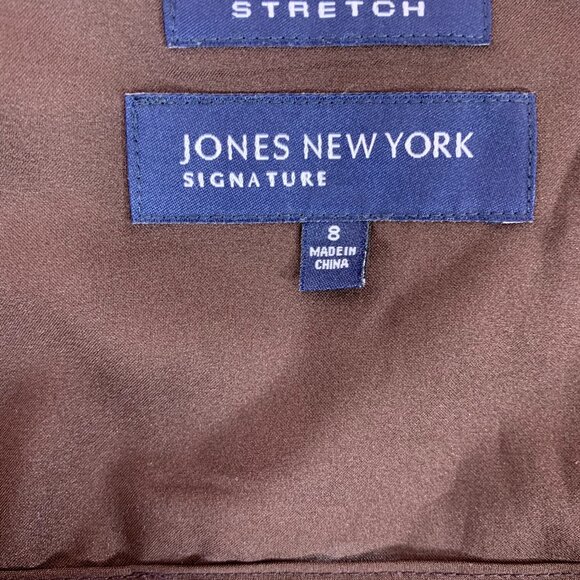 STRETCH
JONES NEW YORK
SIGNATURE
8
MADE IN
CHINA